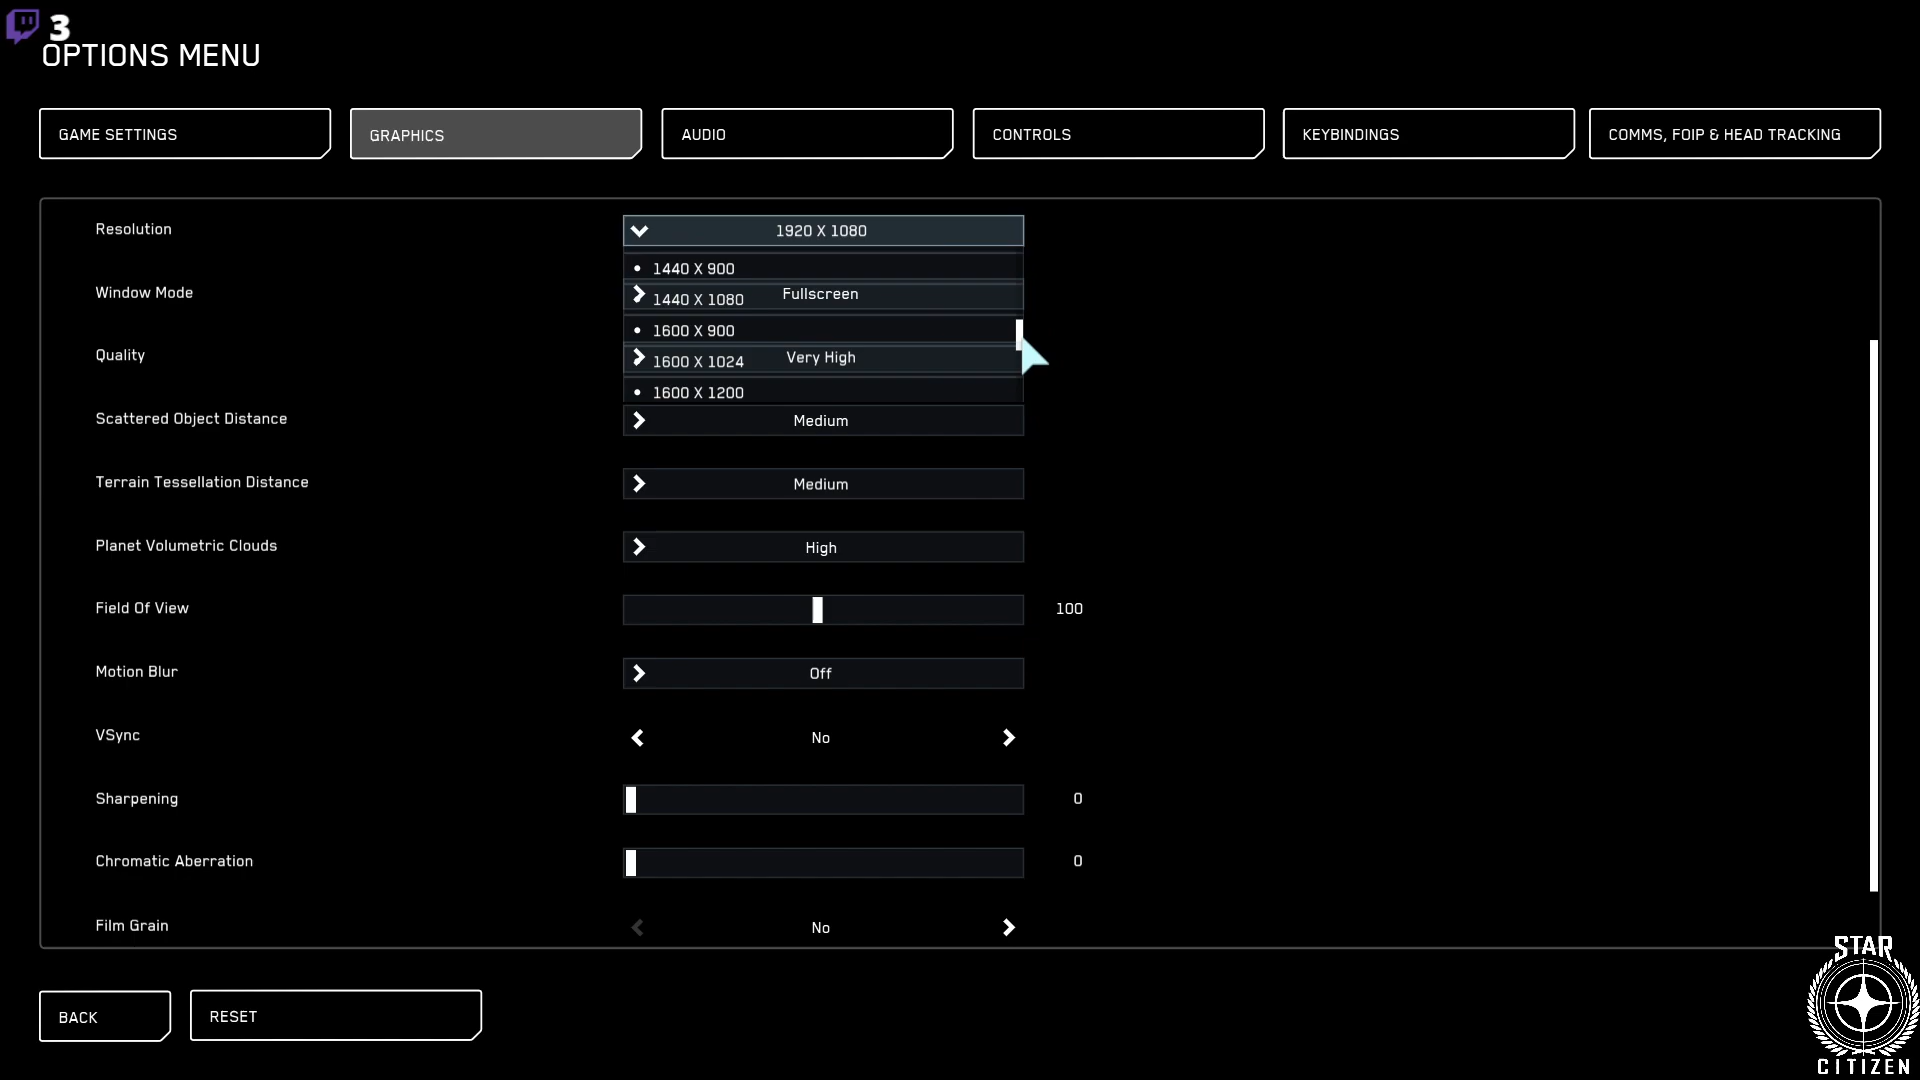 3
OPTIONS MENU
GAME SETTINGS
GRAPHICS
AUDIO
CONTROLS
KEYBINDINGS
COMMS, FOIP & HEAD TRACKING
Resolution
1920 X 1080
1440 X 900
Window Mode
Fullscreen
1440 X 1080
1600 X 900
Quality
Very High
1600 X 1024
1600 X 1200
Scattered Object Distance
Medium
Terrain Tessellation Distance
Medium
Planet Volumetric Clouds
High
Field Of View
100
Motion Blur
Off
VSync
No
Sharpening
0
Chromatic Aberration
0
Film Grain
No
BACK
RESET
STAR
CITIZEN